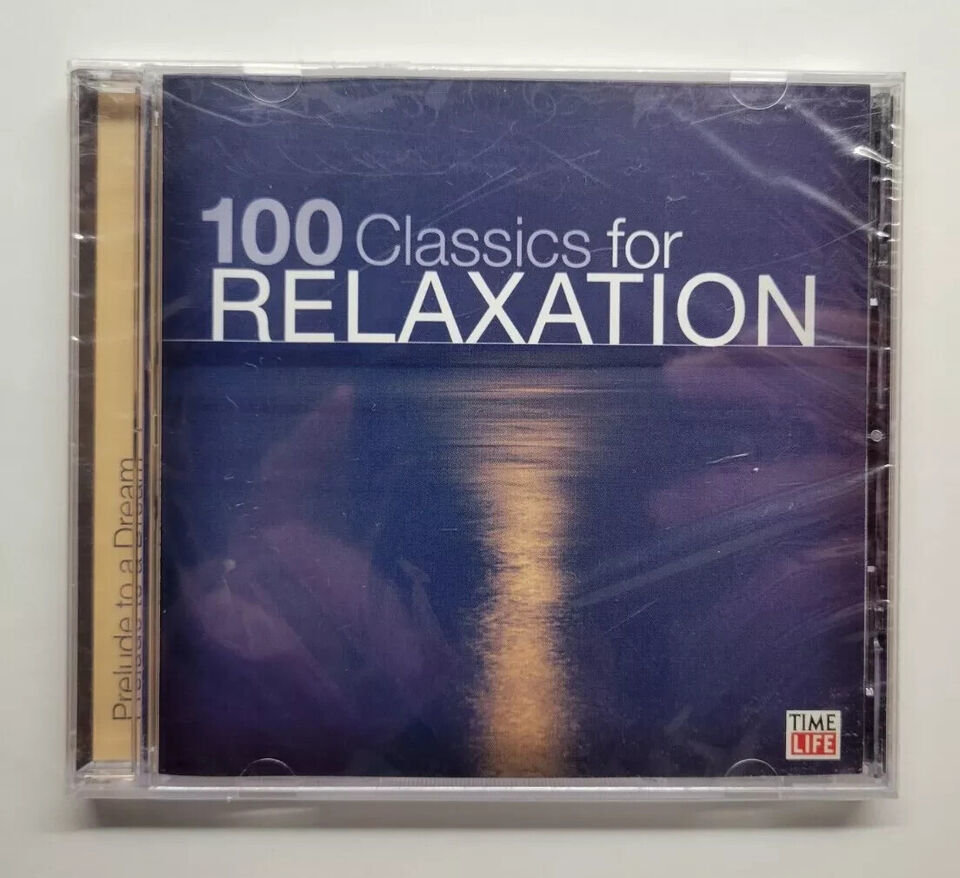 100 Classics for
RELAXATION
Prelude to a Dream
TIME
LIFE